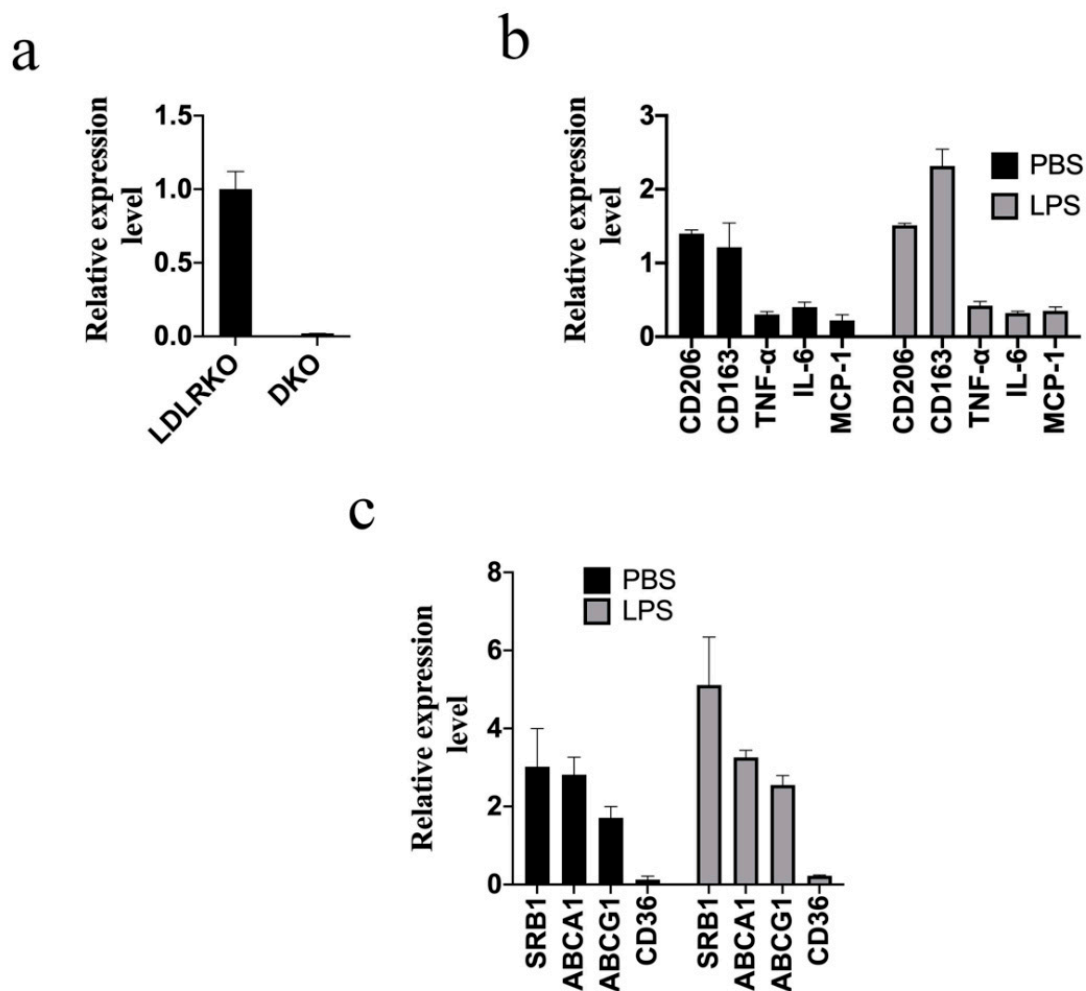 a
Relative expression
level
1.5
1.0
0.5
0.0
LDLRKO
DKO
b
Relative expression
level
3
2
1
0
PBS
LPS
CD206
CD163
TNF-α
IL-6
MCP-1
CD206
CD163
TNF-α
IL-6
MCP-1
c
Relative expression
level
8
6
4
2
0
PBS
LPS
SRB1
ABCA1
ABCG1
CD36
SRB1
ABCA1
ABCG1
CD36